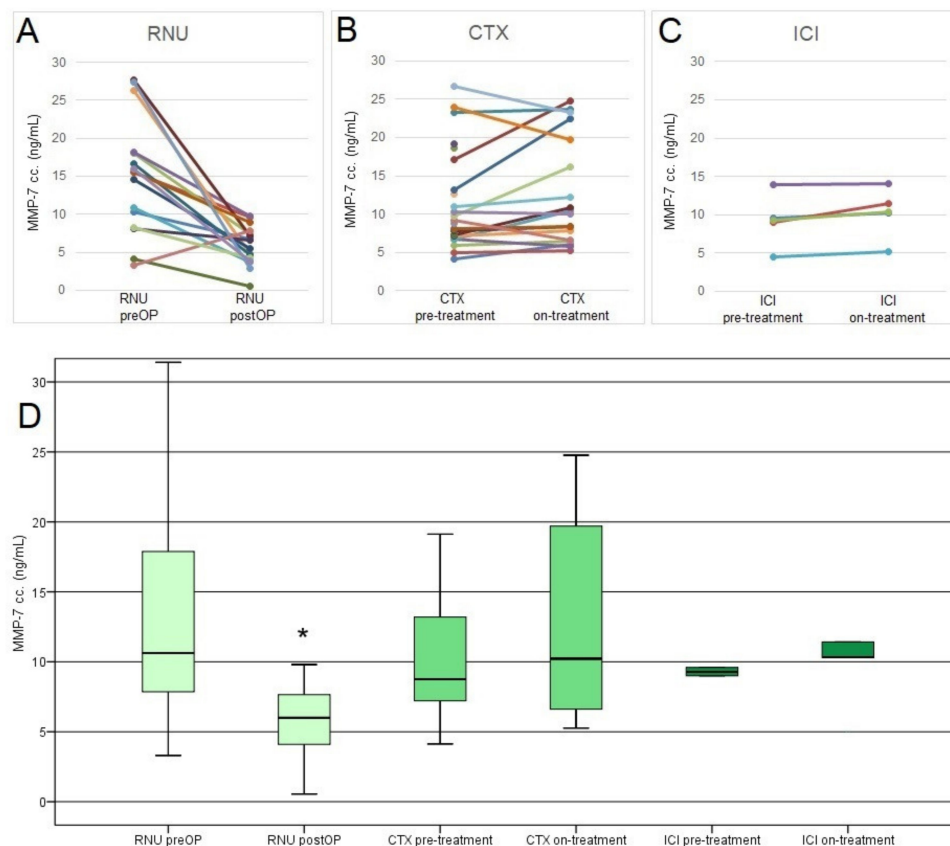 A
RNU
MMP-7 cc. (ng/mL)
30
25
20
15
10
5
0
RNU
preOP
RNU
postOP
B
CTX
MMP-7 cc. (ng/mL)
30
25
20
15
10
5
0
CTX
pre-treatment
CTX
on-treatment
C
ICI
MMP-7 cc. (ng/mL)
30
25
20
15
10
5
0
ICI
pre-treatment
ICI
on-treatment
D
MMP-7 cc. (ng/mL)
30
25
20
15
10
5
0
*
RNU preOP
RNU postOP
CTX pre-treatment
CTX on-treatment
ICI pre-treatment
ICI on-treatment